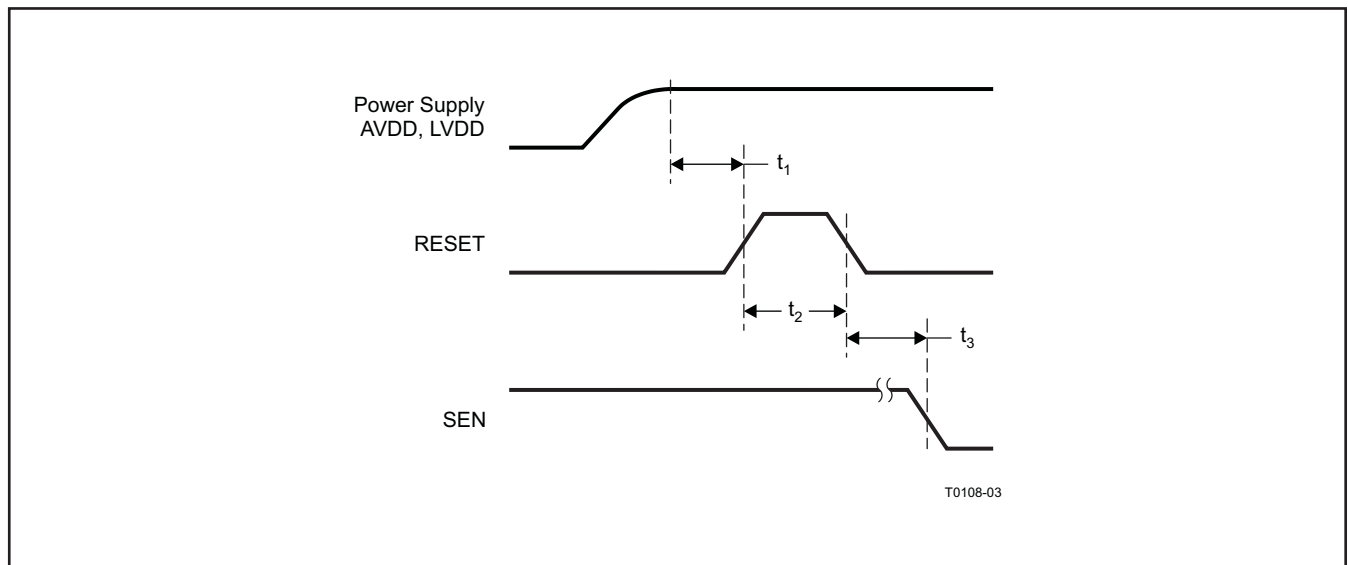 Power Supply
AVDD, LVDD
t1
RESET
t2
t3
SEN
T0108-03